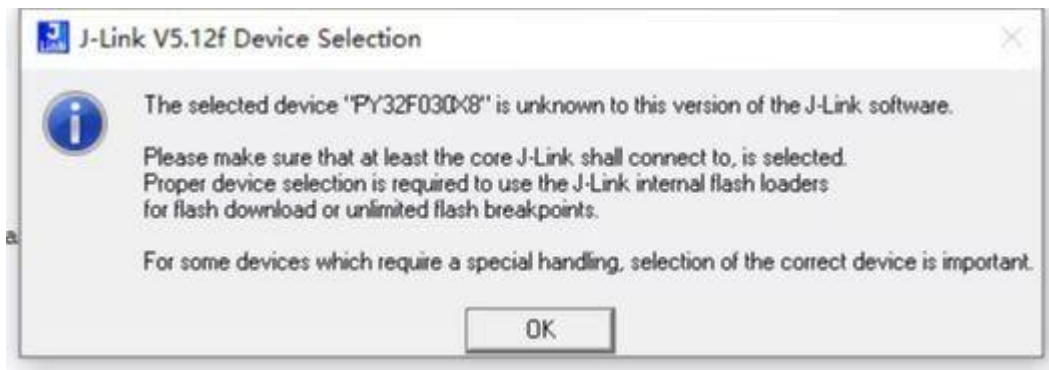 J-Link V5.12f Device Selection
The selected device "PY32F030X8" is unknown to this version of the J-Link software.
Please make sure that at least the core J-Link shall connect to, is selected.
Proper device selection is required to use the J-Link internal flash loaders
for flash download or unlimited flash breakpoints.
For some devices which require a special handling, selection of the correct device is important.
OK